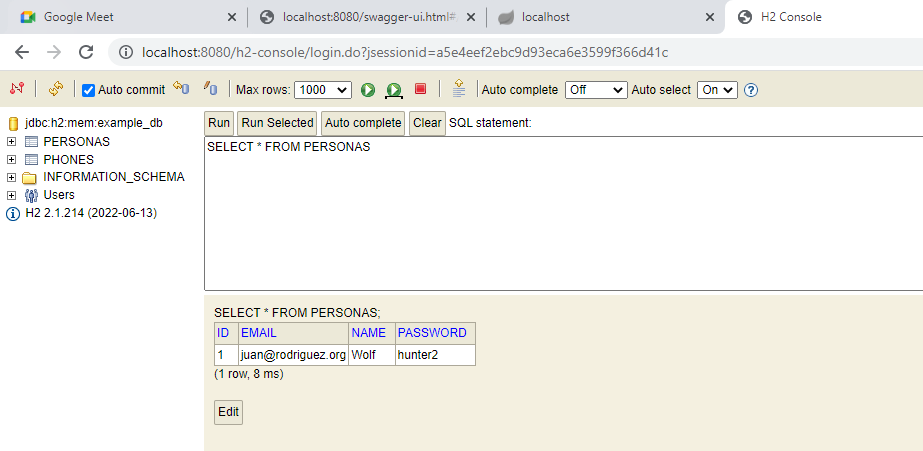 Google Meet
localhost:8080/swagger-ui.html#
localhost
H2 Console
localhost:8080/h2-console/login.do?jsessionid=a5e4eef2ebc9d93eca6e3599f366d41c
Auto commit Max rows: 1000 Auto complete Off Auto select On
jdbc:h2:mem:example_db
PERSONAS
PHONES
INFORMATION_SCHEMA
Users
H2 2.1.214 (2022-06-13)
Run Run Selected Auto complete Clear SQL statement:
SELECT * FROM PERSONAS
SELECT * FROM PERSONAS;
ID EMAIL NAME PASSWORD
1 juan@rodriguez.org Wolf hunter2
(1 row, 8 ms)
Edit